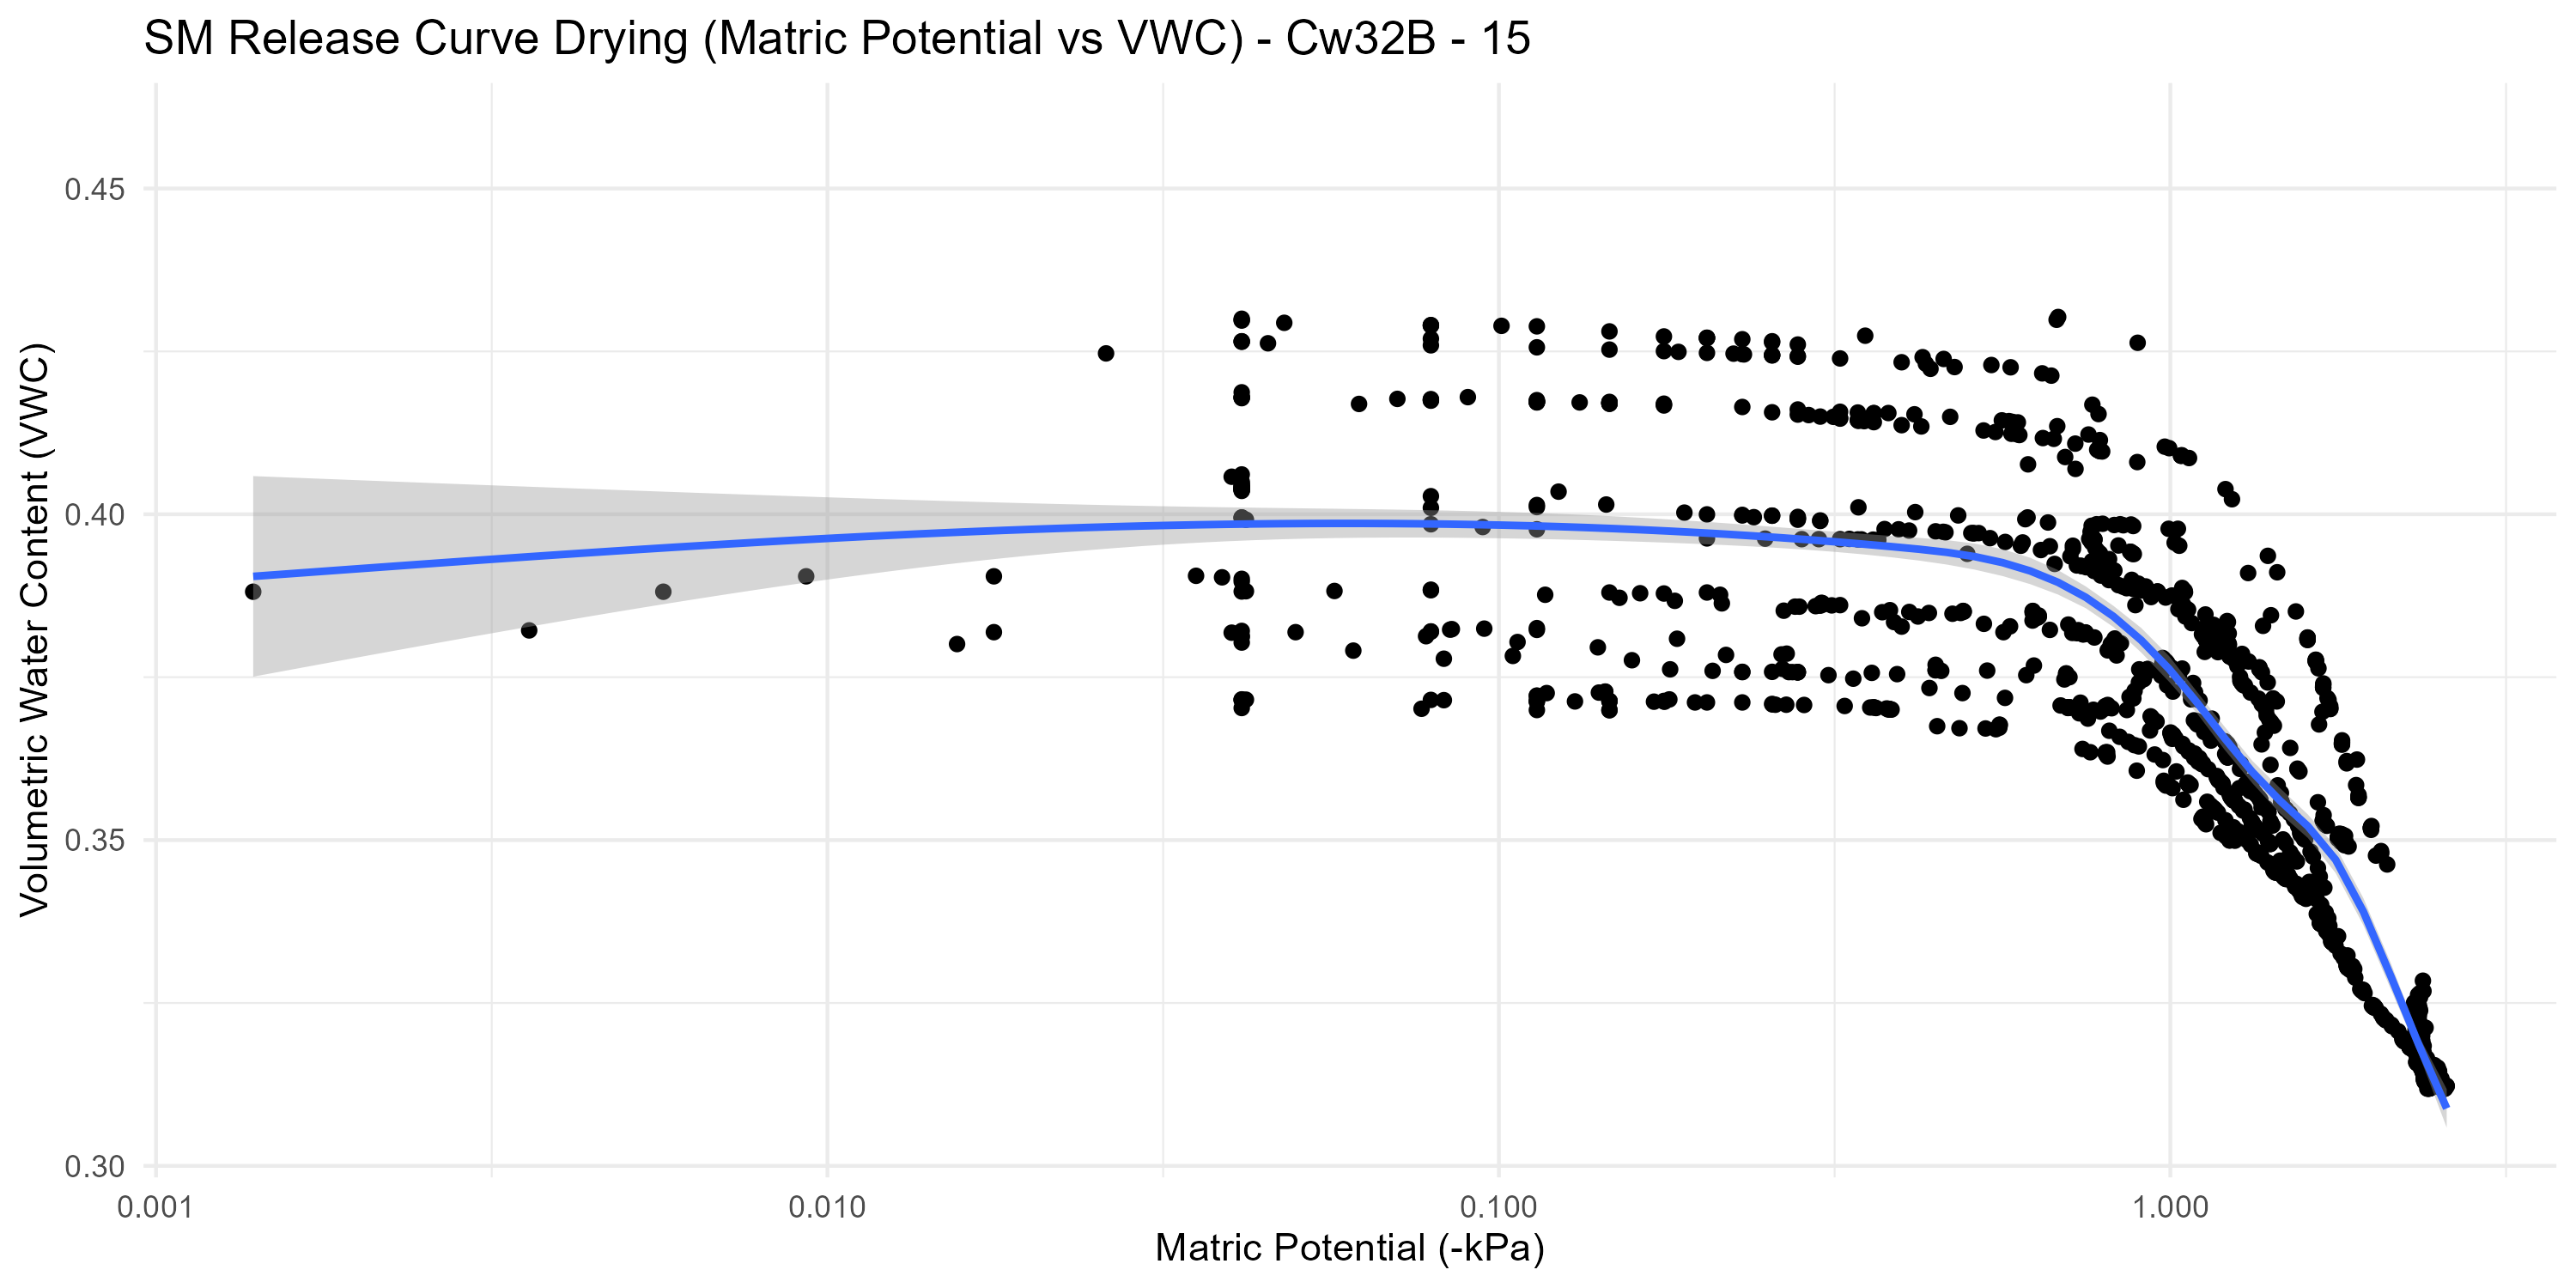 SM Release Curve Drying (Matric Potential vs VWC) - Cw32B - 15
Volumetric Water Content (VWC)
0.45
0.40
0.35
0.30
0.001
0.010
0.100
1.000
Matric Potential (-kPa)